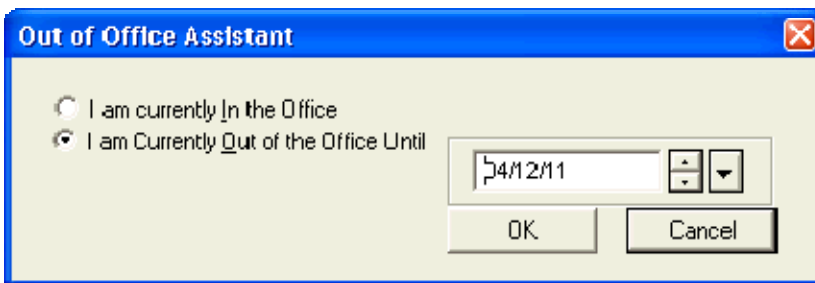 Out of Office Assistant
I am currently In the Office
I am Currently Out of the Office Until
04/12/11
OK
Cancel